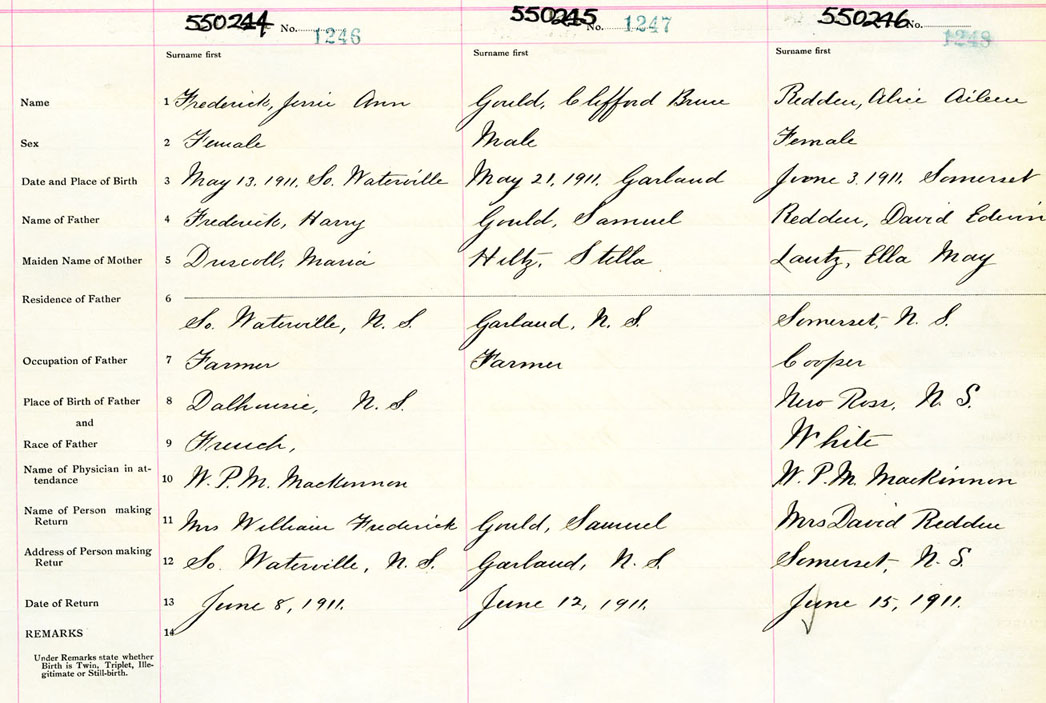 550244 No. 1246 550245 No. 1247 550246 No. 1248
Surname first Surname first Surname first
Name 1 Frederick, Jessie Ann Gould, Clifford Bruce Redden, Alice Aileen
Sex 2 Female Male Female
Date and Place of Birth 3 May 13, 1911, So. Waterville May 21, 1911, Garland June 3, 1911, Somerset
Name of Father 4 Frederick, Harry Gould, Samuel Redden, David Edwin
Maiden Name of Mother 5 Driscoll, Maria Hiltz, Stella Lantz, Ella May
Residence of Father 6
So. Waterville, N. S. Garland, N. S. Somerset, N. S.
Occupation of Father 7 Farmer Farmer Cooper
Place of Birth of Father 8 Dalhousie, N. S. New Ross, N. S.
and
Race of Father 9 French, White
Name of Physician in at-
tendance 10 W. P. M. MacKinnon W. P. M. MacKinnon
Name of Person making
Return 11 Mrs William Frederick Gould, Samuel Mrs David Redden
Address of Person making
Retur 12 So. Waterville, N. S. Garland, N. S. Somerset, N. S.
Date of Return 13 June 8, 1911. June 12, 1911. June 15, 1911.
REMARKS 14
Under Remarks state whether
Birth is Twin, Triplet, Ille-
gitimate or Still-birth.